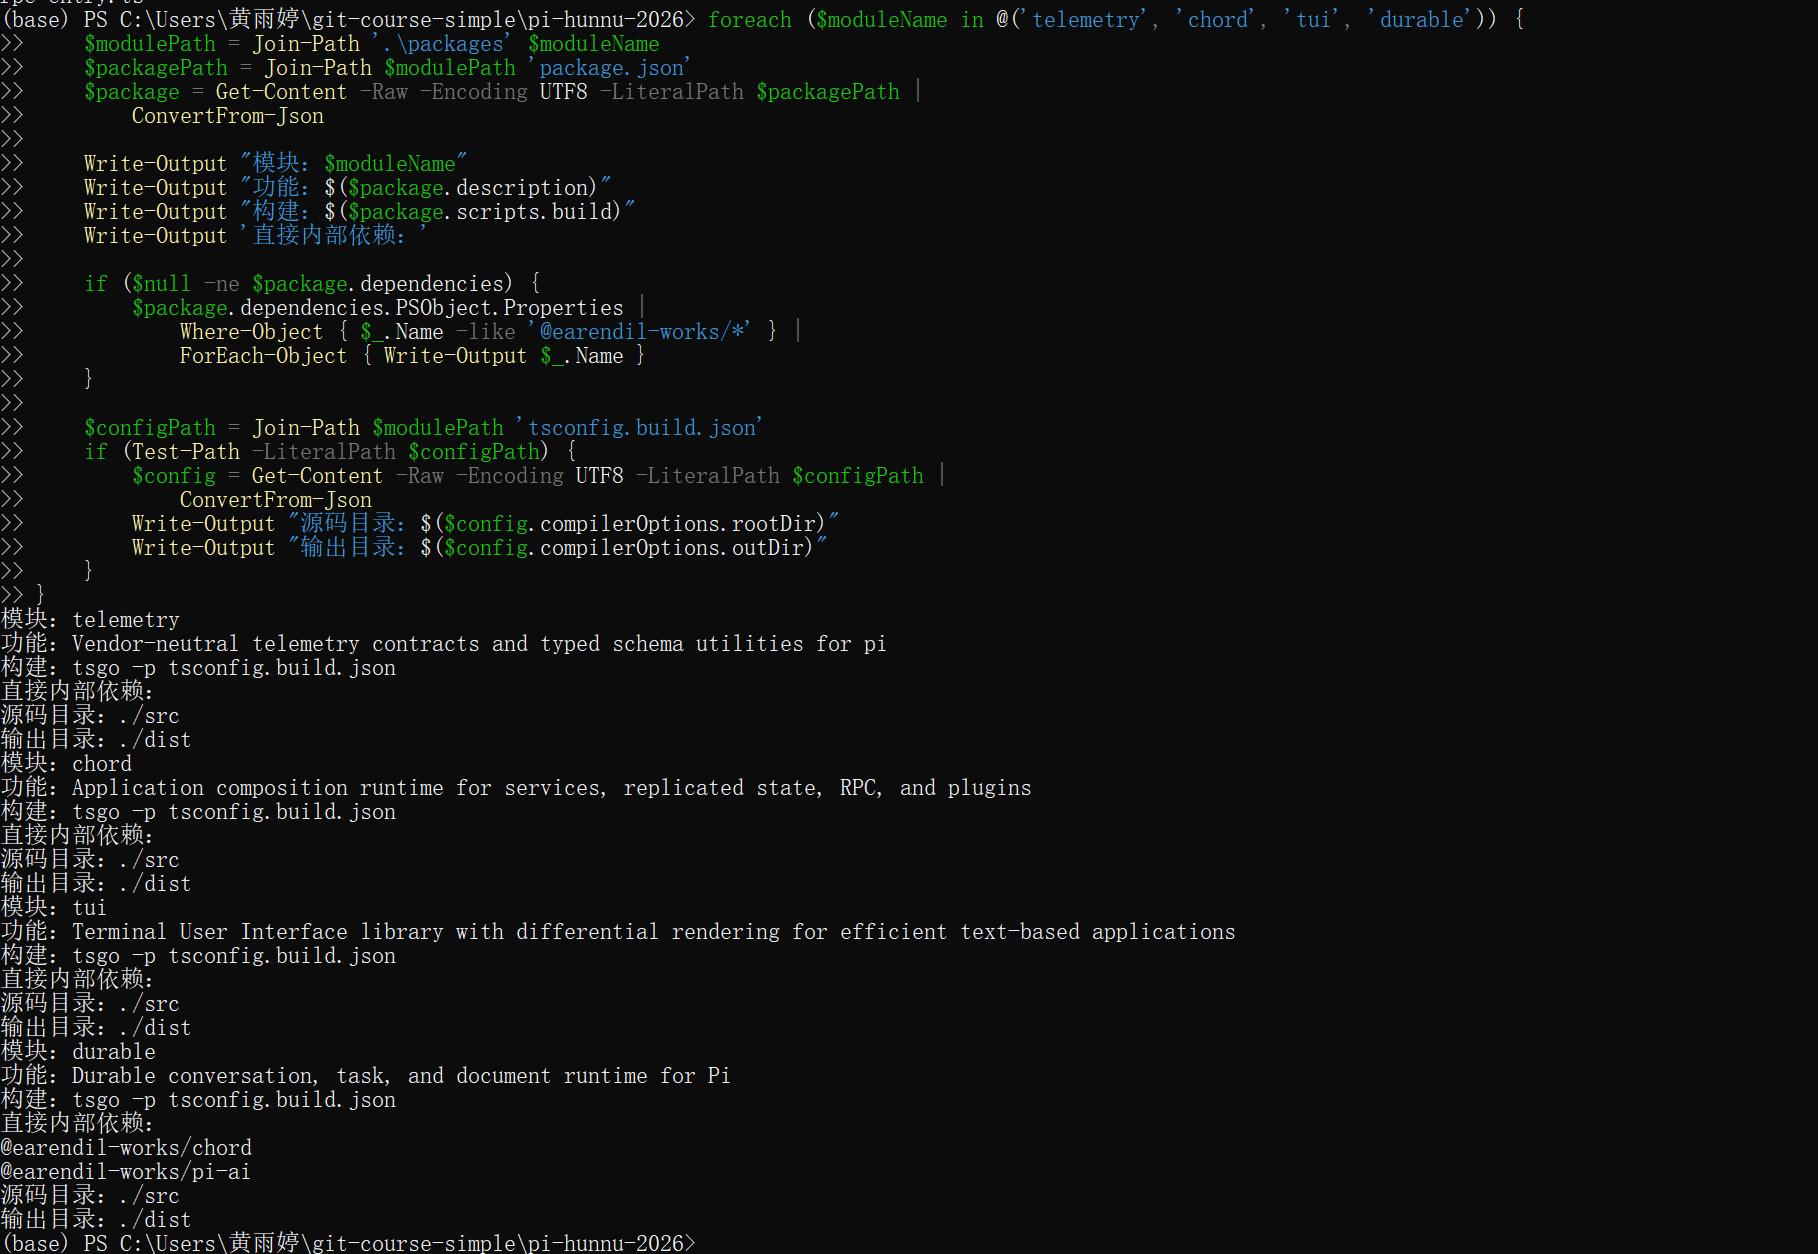 (base) PS C:\Users\黄雨婷\git-course-simple\pi-hunnu-2026> foreach ($moduleName in @('telemetry', 'chord', 'tui', 'durable')) {
>>     $modulePath = Join-Path '.\packages' $moduleName
>>     $packagePath = Join-Path $modulePath 'package.json'
>>     $package = Get-Content -Raw -Encoding UTF8 -LiteralPath $packagePath |
>>         ConvertFrom-Json
>>
>>     Write-Output "模块：$moduleName"
>>     Write-Output "功能：$($package.description)"
>>     Write-Output "构建：$($package.scripts.build)"
>>     Write-Output '直接内部依赖：'
>>
>>     if ($null -ne $package.dependencies) {
>>         $package.dependencies.PSObject.Properties |
>>             Where-Object { $_.Name -like '@earendil-works/*' } |
>>             ForEach-Object { Write-Output $_.Name }
>>     }
>>
>>     $configPath = Join-Path $modulePath 'tsconfig.build.json'
>>     if (Test-Path -LiteralPath $configPath) {
>>         $config = Get-Content -Raw -Encoding UTF8 -LiteralPath $configPath |
>>             ConvertFrom-Json
>>         Write-Output "源码目录：$($config.compilerOptions.rootDir)"
>>         Write-Output "输出目录：$($config.compilerOptions.outDir)"
>>     }
>> }
模块：telemetry
功能：Vendor-neutral telemetry contracts and typed schema utilities for pi
构建：tsgo -p tsconfig.build.json
直接内部依赖：
源码目录：./src
输出目录：./dist
模块：chord
功能：Application composition runtime for services, replicated state, RPC, and plugins
构建：tsgo -p tsconfig.build.json
直接内部依赖：
源码目录：./src
输出目录：./dist
模块：tui
功能：Terminal User Interface library with differential rendering for efficient text-based applications
构建：tsgo -p tsconfig.build.json
直接内部依赖：
源码目录：./src
输出目录：./dist
模块：durable
功能：Durable conversation, task, and document runtime for Pi
构建：tsgo -p tsconfig.build.json
直接内部依赖：
@earendil-works/chord
@earendil-works/pi-ai
源码目录：./src
输出目录：./dist
(base) PS C:\Users\黄雨婷\git-course-simple\pi-hunnu-2026>